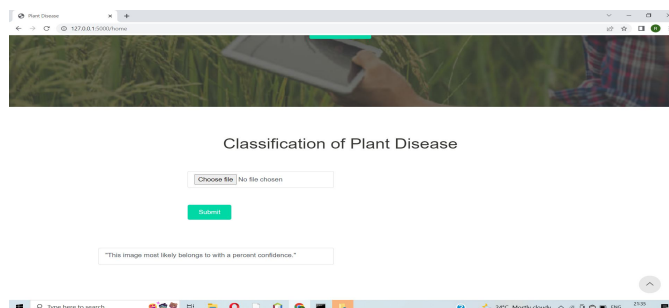 Plant Disease
127.0.0.1:5000/home
Classification of Plant Disease
Choose file No file chosen
Submit
"This image most likely belongs to with a percent confidence."
Type here to search
34°C Mostly cloudy
ENG
21:35